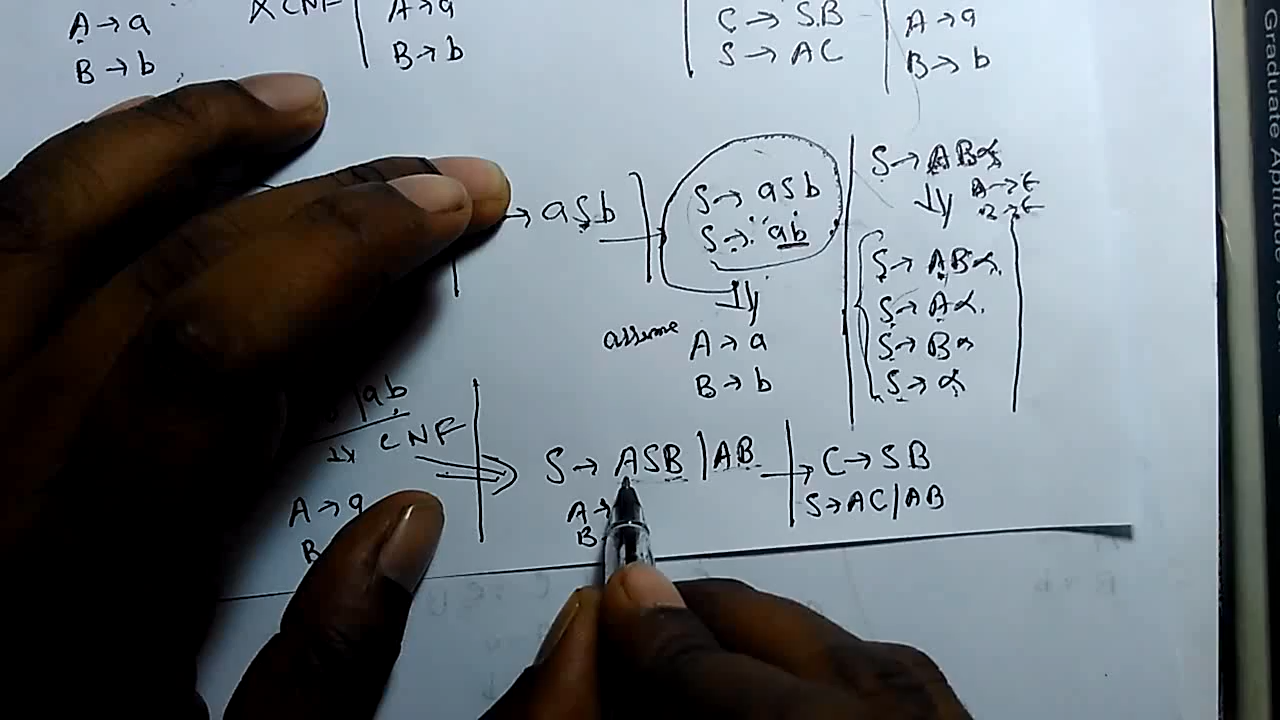 A → a
B → b
X CNF
A → a
B → b
C → SB
S → AC
A → a
B → b
→ aSb
S → aSb
S → ab
assume
A → a
B → b
S → ABα
A → ε
B → ε
S → ABα
S → Aα
S → Bα
S → α
|ab
CNF
A → a
B
S → ASB | AB
A →
B
C → SB
S → AC | AB
Graduate Aptitude